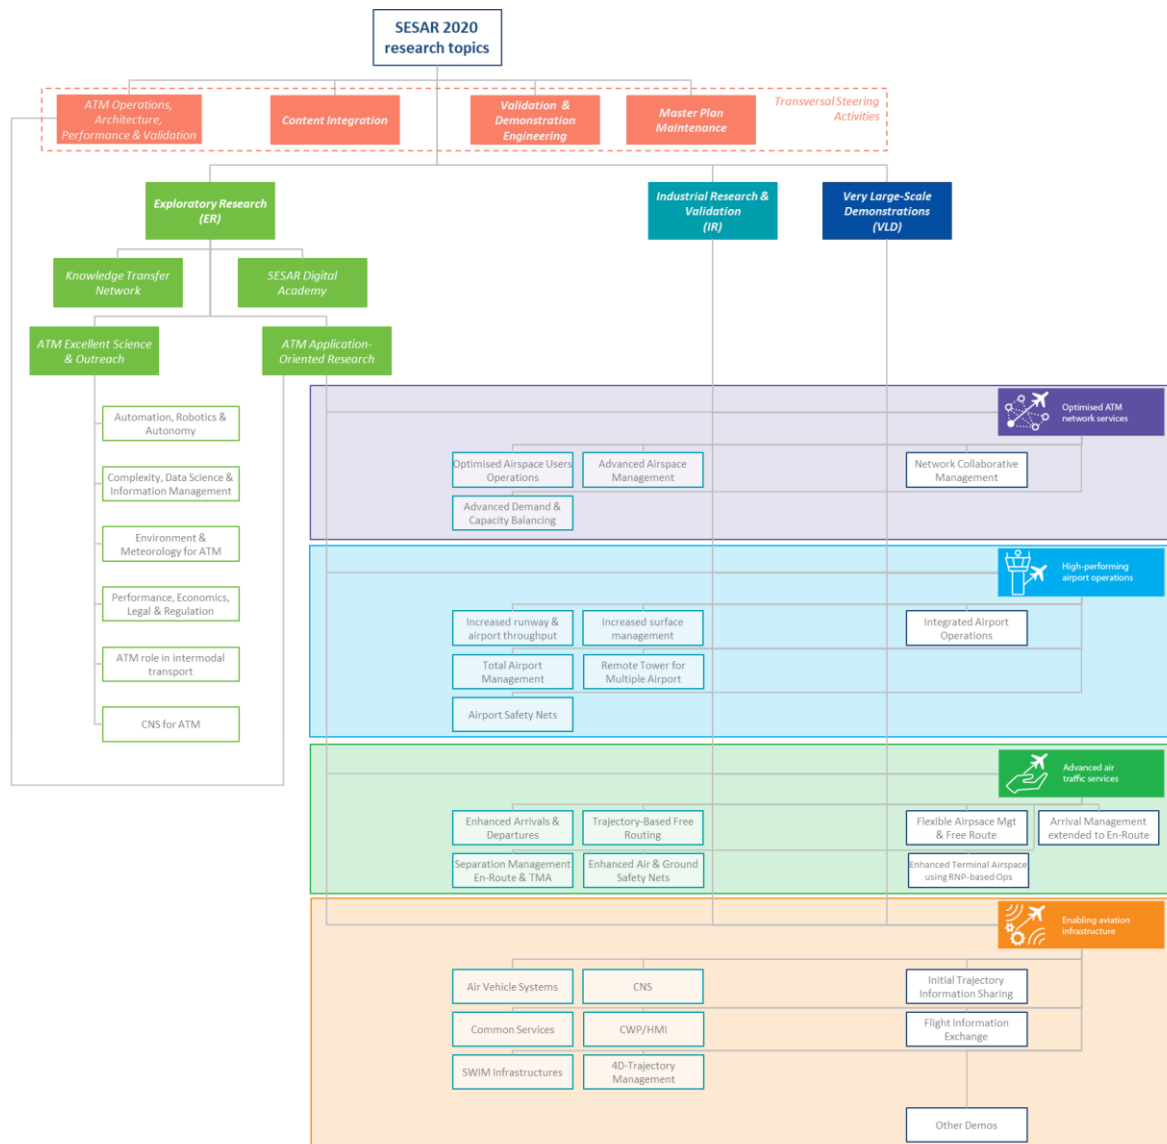 SESAR 2020
research topics
ATM Operations,
Architecture,
Performance & Validation
Content Integration
Validation &
Demonstration
Engineering
Master Plan
Maintenance
Transversal Steering
Activities
Exploratory Research
(ER)
Industrial Research &
Validation
(IR)
Very Large-Scale
Demonstrations
(VLD)
Knowledge Transfer
Network
SESAR Digital
Academy
ATM Excellent Science
& Outreach
ATM Application-
Oriented Research
Automation, Robotics &
Autonomy
Complexity, Data Science &
Information Management
Environment &
Meteorology for ATM
Performance, Economics,
Legal & Regulation
ATM role in intermodal
transport
CNS for ATM
Optimised ATM
network services
Optimised Airspace Users
Operations
Advanced Airspace
Management
Network Collaborative
Management
Advanced Demand &
Capacity Balancing
High-performing
airport operations
Increased runway &
airport throughput
Increased surface
management
Integrated Airport
Operations
Total Airport
Management
Remote Tower for
Multiple Airport
Airport Safety Nets
Advanced air
traffic services
Enhanced Arrivals &
Departures
Trajectory-Based Free
Routing
Flexible Airpsace Mgt
& Free Route
Arrival Management
extended to En-Route
Separation Management
En-Route & TMA
Enhanced Air & Ground
Safety Nets
Enhanced Terminal Airspace
using RNP-based Ops
Enabling aviation
infrastructure
Air Vehicle Systems
CNS
Initial Trajectory
Information Sharing
Common Services
CWP/HMI
Flight Information
Exchange
SWIM Infrastructures
4D-Trajectory
Management
Other Demos